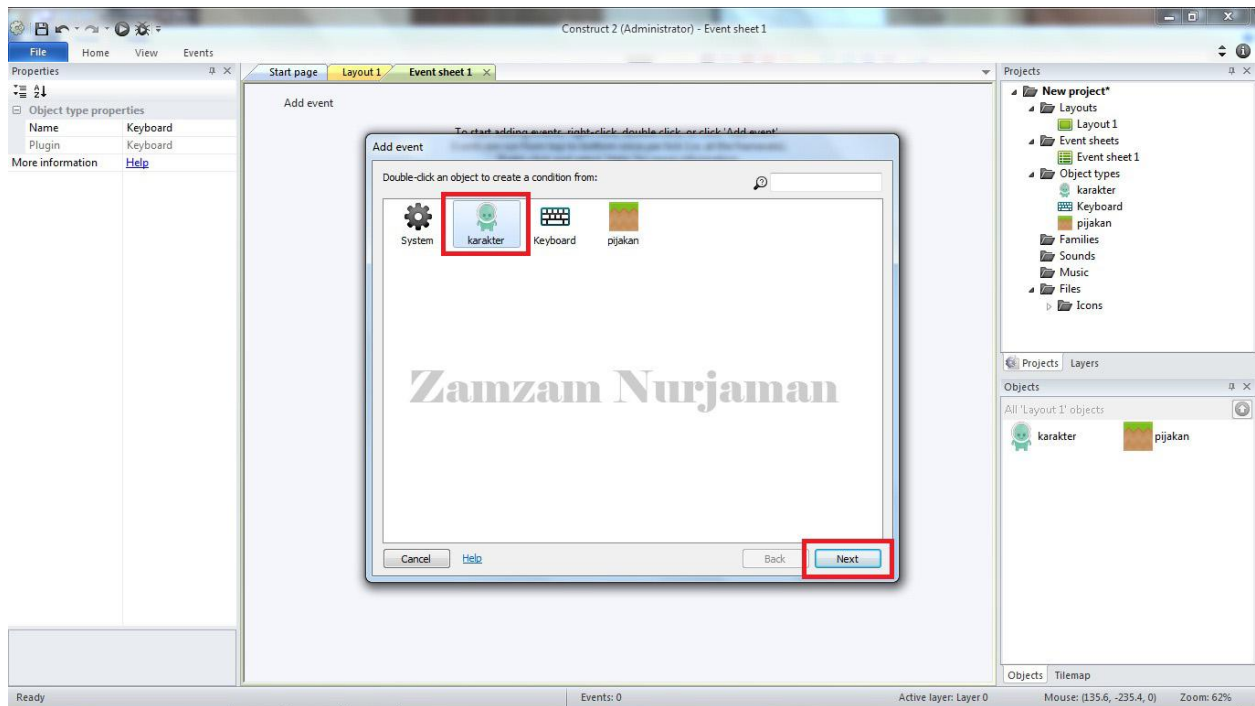 Construct 2 (Administrator) - Event sheet 1
File Home View Events
Properties
Object type properties
Name Keyboard
Plugin Keyboard
More information Help
Start page Layout 1 Event sheet 1
Add event
To start adding events, right-click, double click, or click 'Add event'
Add event
Double-click an object to create a condition from:
System karakter Keyboard pijakan
Zamzam Nurjaman
Cancel Help Back Next
Projects
New project*
Layouts
Layout 1
Event sheets
Event sheet 1
Object types
karakter
Keyboard
pijakan
Families
Sounds
Music
Files
Icons
Projects Layers
Objects
All 'Layout 1' objects
karakter pijakan
Objects Tilemap
Ready Events: 0 Active layer: Layer 0 Mouse: (135.6, -235.4, 0) Zoom: 62%